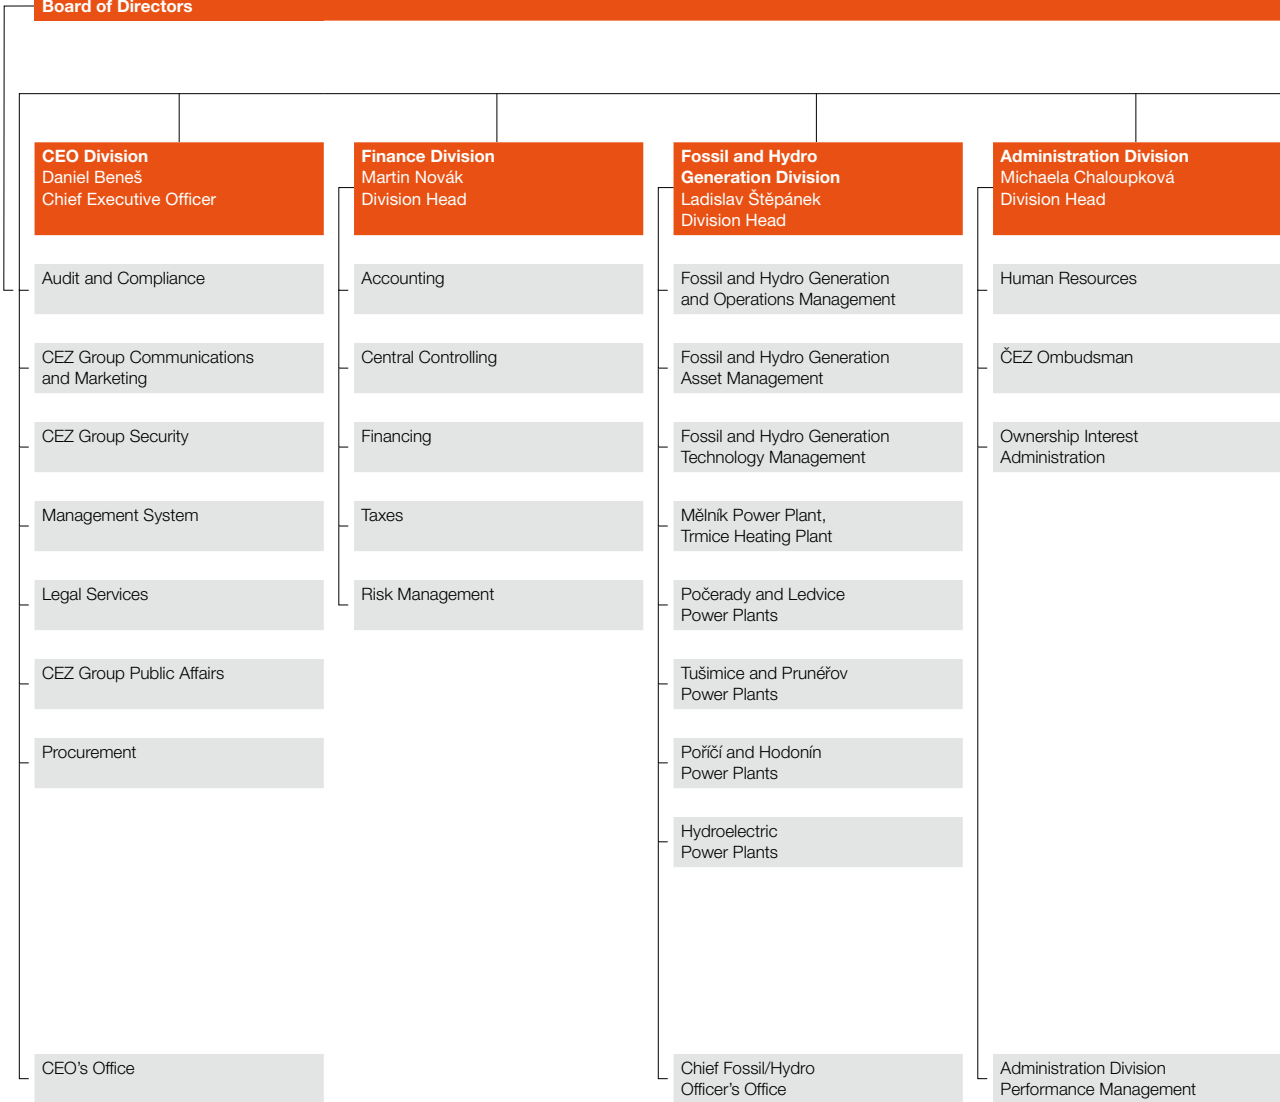 Board of Directors
CEO Division
Daniel Beneš
Chief Executive Officer
Audit and Compliance
CEZ Group Communications
and Marketing
CEZ Group Security
Management System
Legal Services
CEZ Group Public Affairs
Procurement
CEO's Office
Finance Division
Martin Novák
Division Head
Accounting
Central Controlling
Financing
Taxes
Risk Management
Fossil and Hydro
Generation Division
Ladislav Štěpánek
Division Head
Fossil and Hydro Generation
and Operations Management
Fossil and Hydro Generation
Asset Management
Fossil and Hydro Generation
Technology Management
Mělník Power Plant,
Trmice Heating Plant
Počerady and Ledvice
Power Plants
Tušimice and Prunéřov
Power Plants
Poříčí and Hodonín
Power Plants
Hydroelectric
Power Plants
Chief Fossil/Hydro
Officer's Office
Administration Division
Michaela Chaloupková
Division Head
Human Resources
ČEZ Ombudsman
Ownership Interest
Administration
Administration Division
Performance Management